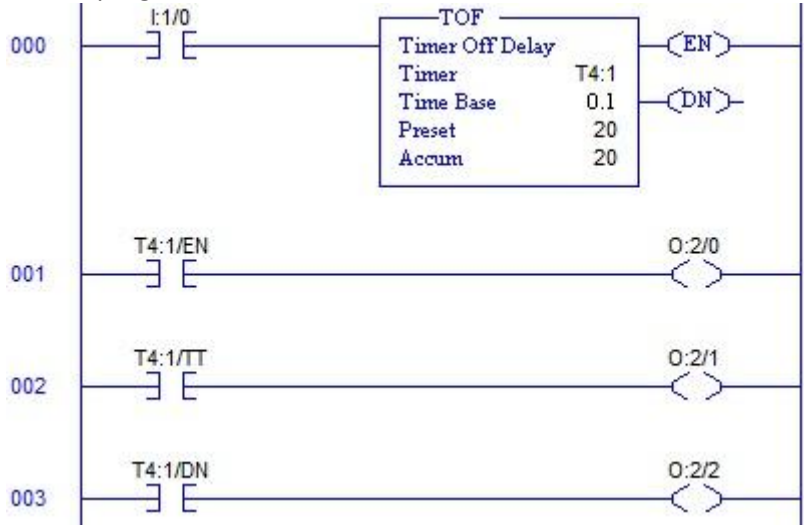 I:1/0
TOF
000
Timer Off Delay
EN
Timer T4:1
Time Base 0.1
DN
Preset 20
Accum 20
T4:1/EN O:2/0
001
T4:1/TT O:2/1
002
T4:1/DN O:2/2
003